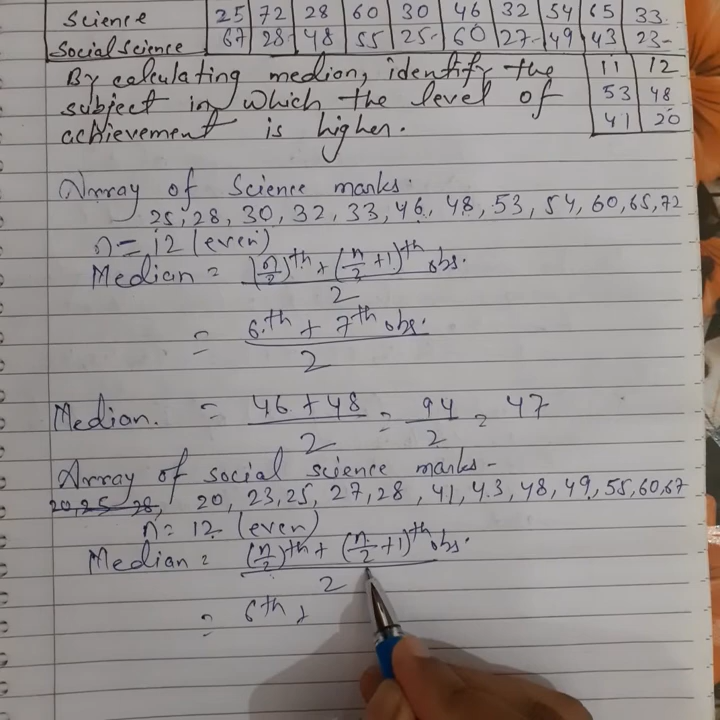 Science 25 72 28 60 30 46 32 54 65 33
Social Science 67 28 48 55 25 60 27 49 43 23
By calculating median, identify the 11 12
subject in which the level of 53 48
achievement is higher. 41 20
Array of Science marks.
25, 28, 30, 32, 33, 46, 48, 53, 54, 60, 65, 72
n = 12 (even)
Median = (n/2)th + (n/2 + 1)th obs. / 2
= 6th + 7th obs. / 2
Median. = 46 + 48 / 2 = 94 / 2 = 47
Array of social science marks -
20, 25, 28, 20, 23, 25, 27, 28, 41, 43, 48, 49, 55, 60, 67
n = 12 (even)
Median = (n/2)th + (n/2 + 1)th obs. / 2
= 6th +